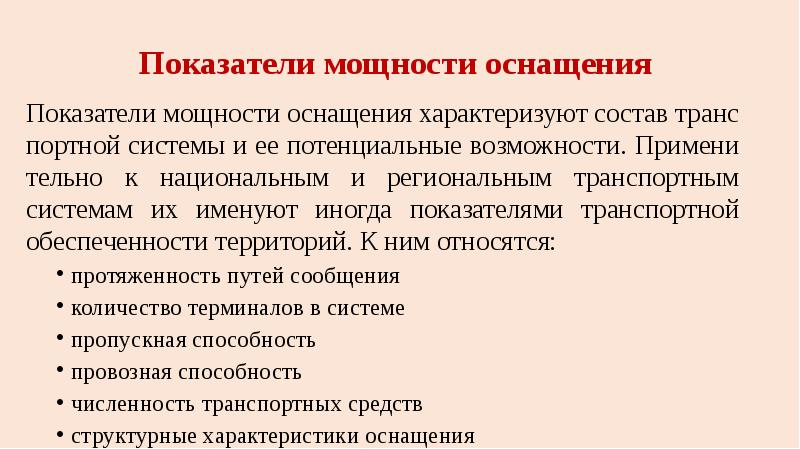 Показатели мощности оснащения
Показатели мощности оснащения характеризуют состав транс
портной системы и ее потенциальные возможности. Примени
тельно к национальным и региональным транспортным
системам их именуют иногда показателями транспортной
обеспеченности территорий. К ним относятся:
• протяженность путей сообщения
• количество терминалов в системе
• пропускная способность
• провозная способность
• численность транспортных средств
• структурные характеристики оснащения